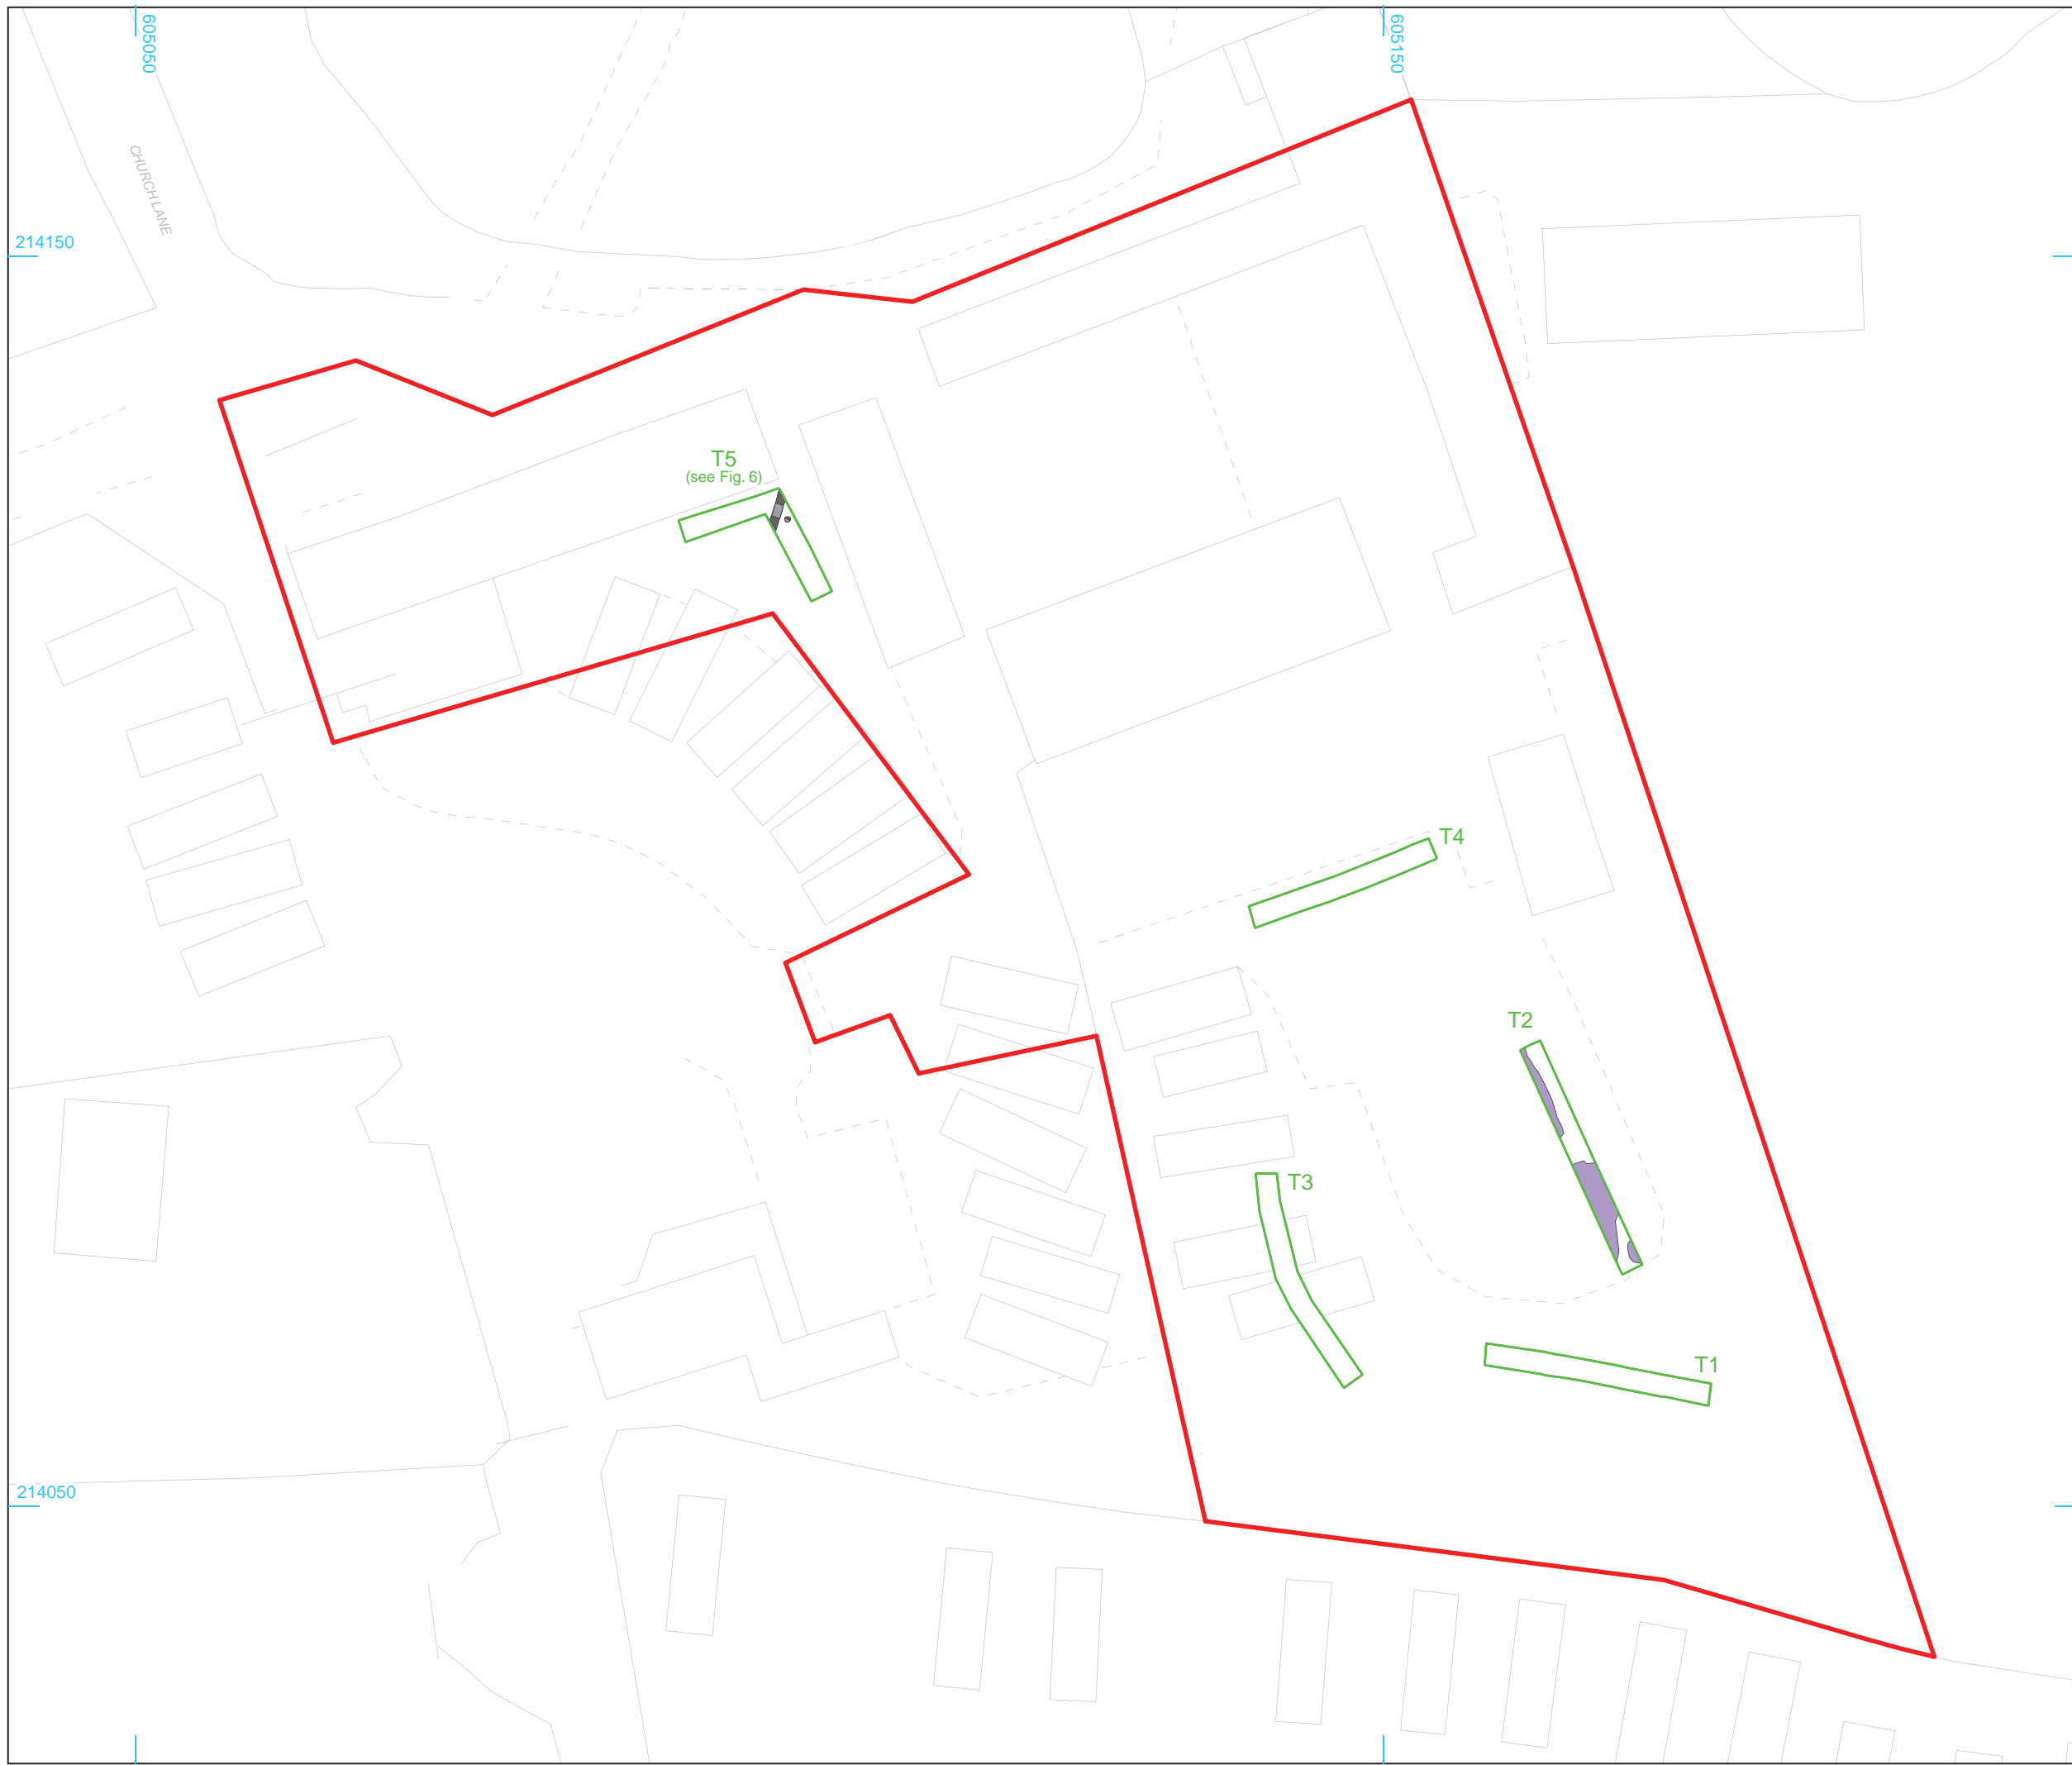 605050
605150
CHURCH LANE
214150
T5
(see Fig. 6)
T4
T2
T3
T1
214050